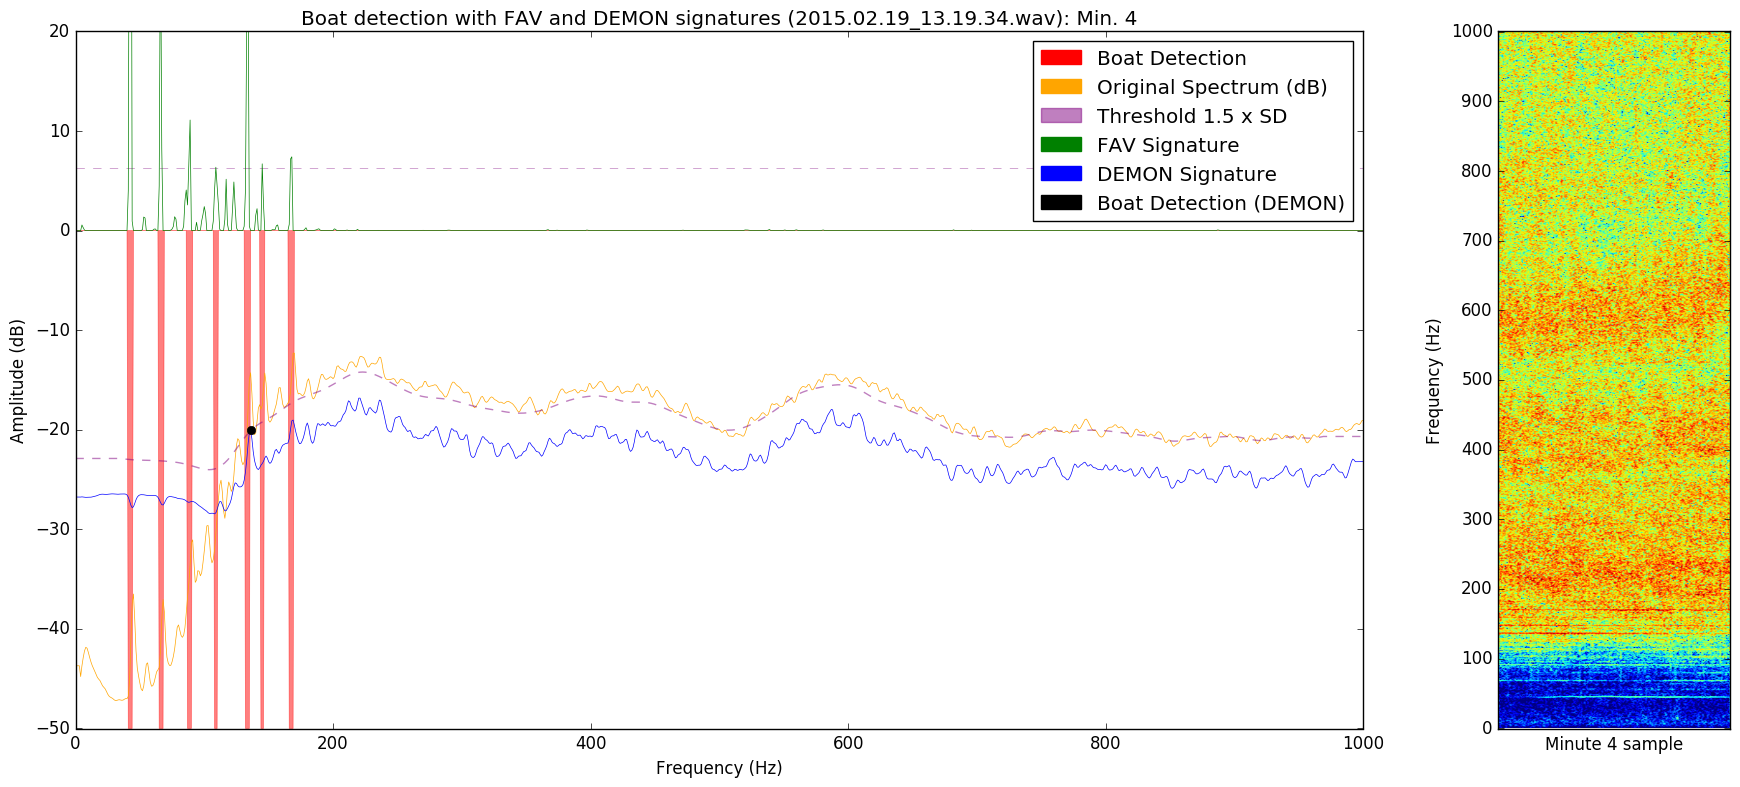 Boat detection with FAV and DEMON signatures (2015.02.19_13.19.34.wav): Min. 4
Boat Detection
Original Spectrum (dB)
Threshold 1.5 x SD
FAV Signature
DEMON Signature
Boat Detection (DEMON)
Amplitude (dB)
20
10
0
−10
−20
−30
−40
−50
0 200 400 600 800 1000
Frequency (Hz)
Frequency (Hz)
1000
900
800
700
600
500
400
300
200
100
0
Minute 4 sample